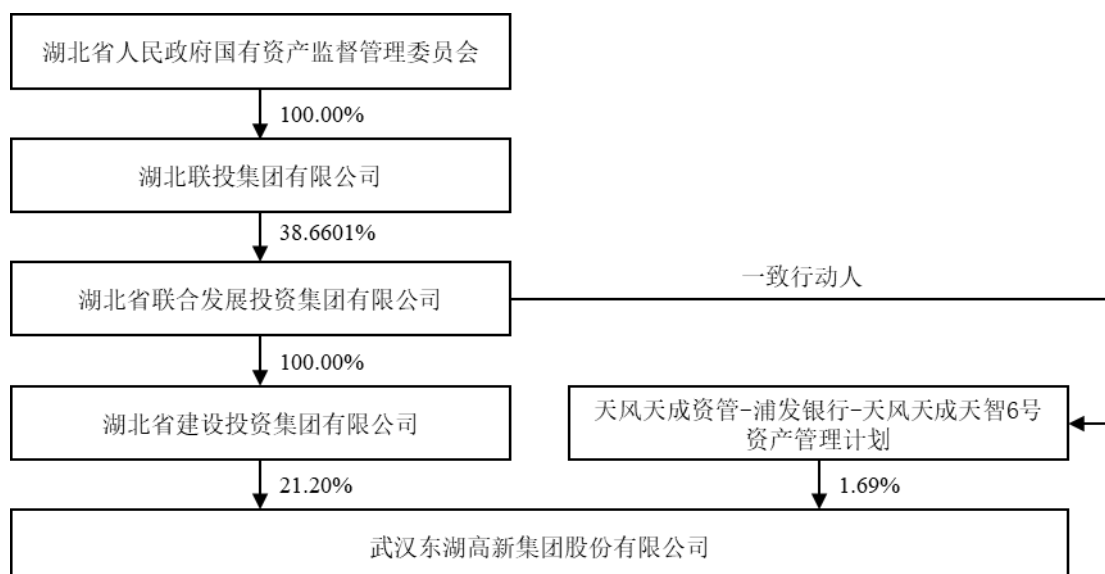 湖北省人民政府国有资产监督管理委员会
100.00%
湖北联投集团有限公司
38.6601%
湖北省联合发展投资集团有限公司
一致行动人
100.00%
湖北省建设投资集团有限公司
天风天成资管-浦发银行-天风天成天智6号
资产管理计划
21.20%
1.69%
武汉东湖高新集团股份有限公司